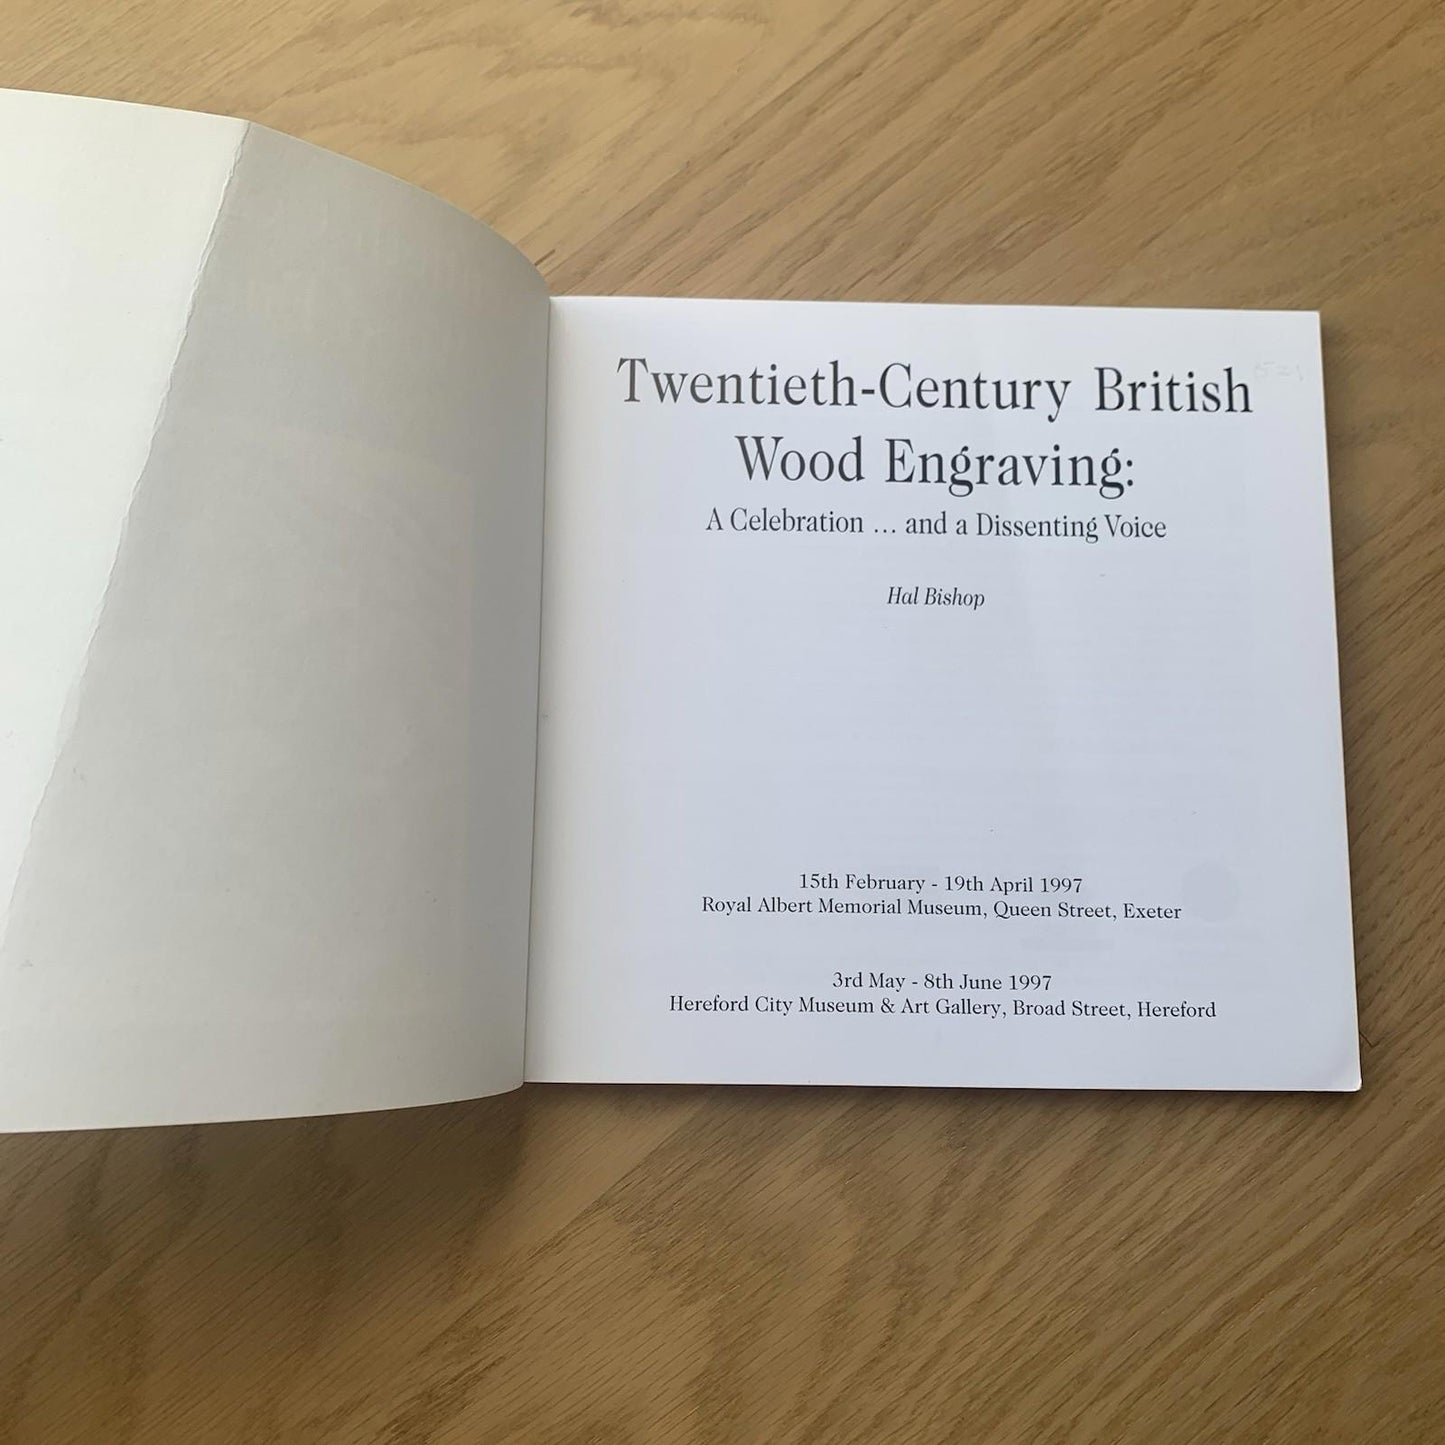 Twentieth-Century British
Wood Engraving:
A Celebration ... and a Dissenting Voice
Hal Bishop
15th February - 19th April 1997
Royal Albert Memorial Museum, Queen Street, Exeter
3rd May - 8th June 1997
Hereford City Museum & Art Gallery, Broad Street, Hereford